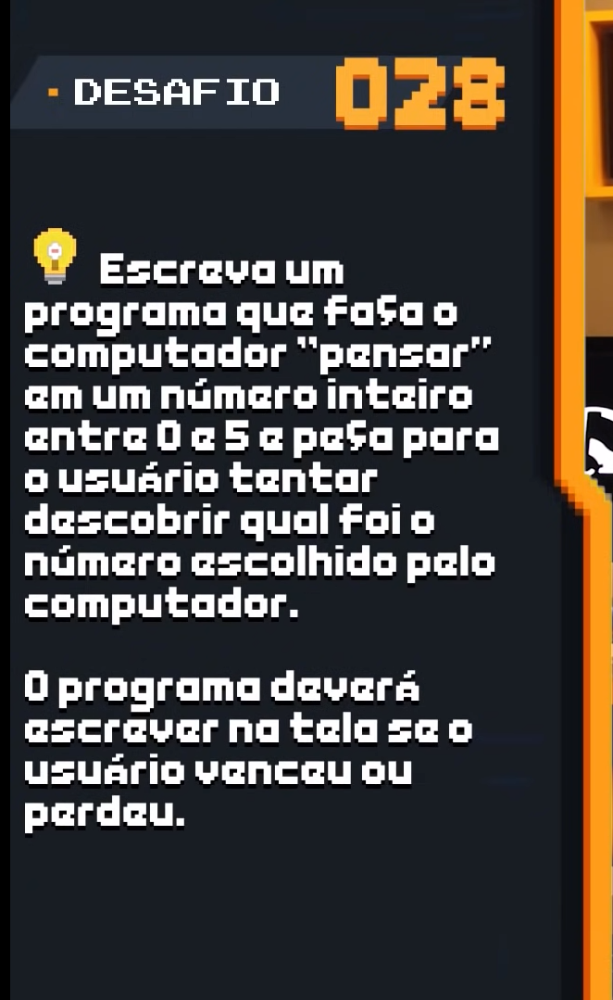 DESAFIO 028
Escreva um
programa que faça o
computador "pensar"
em um número inteiro
entre 0 e 5 e peça para
o usuário tentar
descobrir qual foi o
número escolhido pelo
computador.
O programa deverá
escrever na tela se o
usuário venceu ou
perdeu.